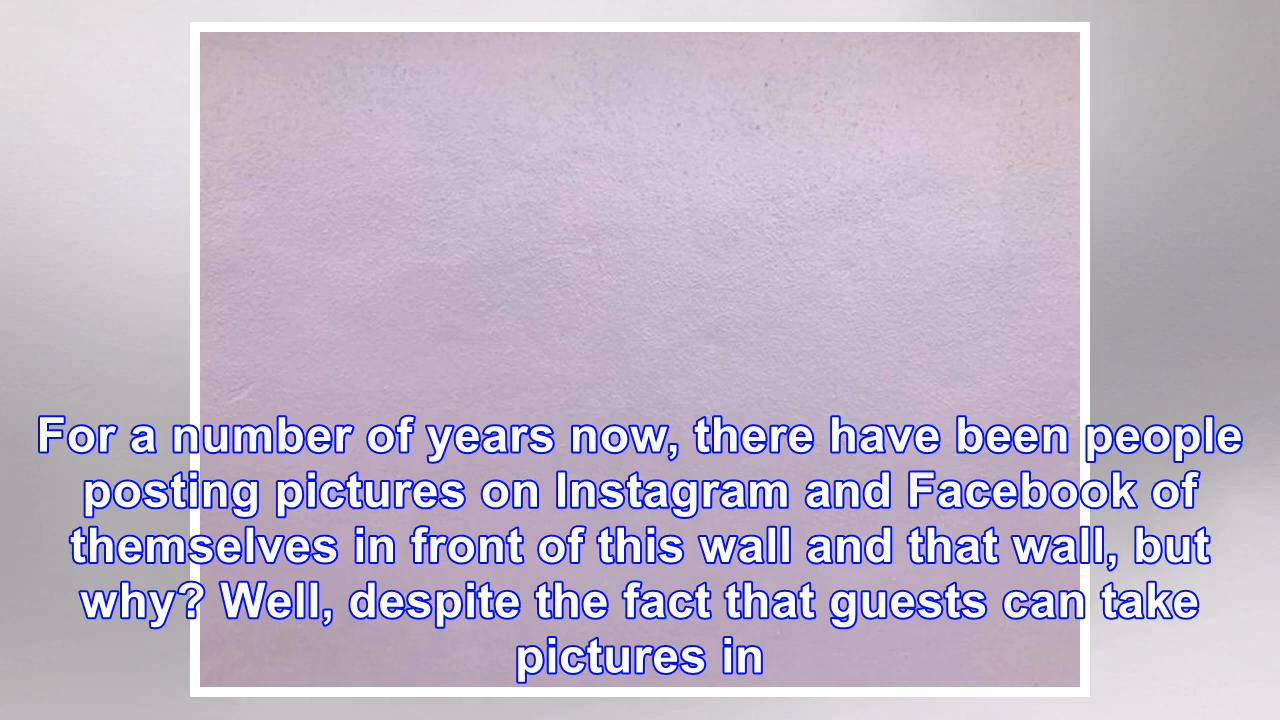 For a number of years now, there have been people
posting pictures on Instagram and Facebook of
themselves in front of this wall and that wall, but
why? Well, despite the fact that guests can take
pictures in